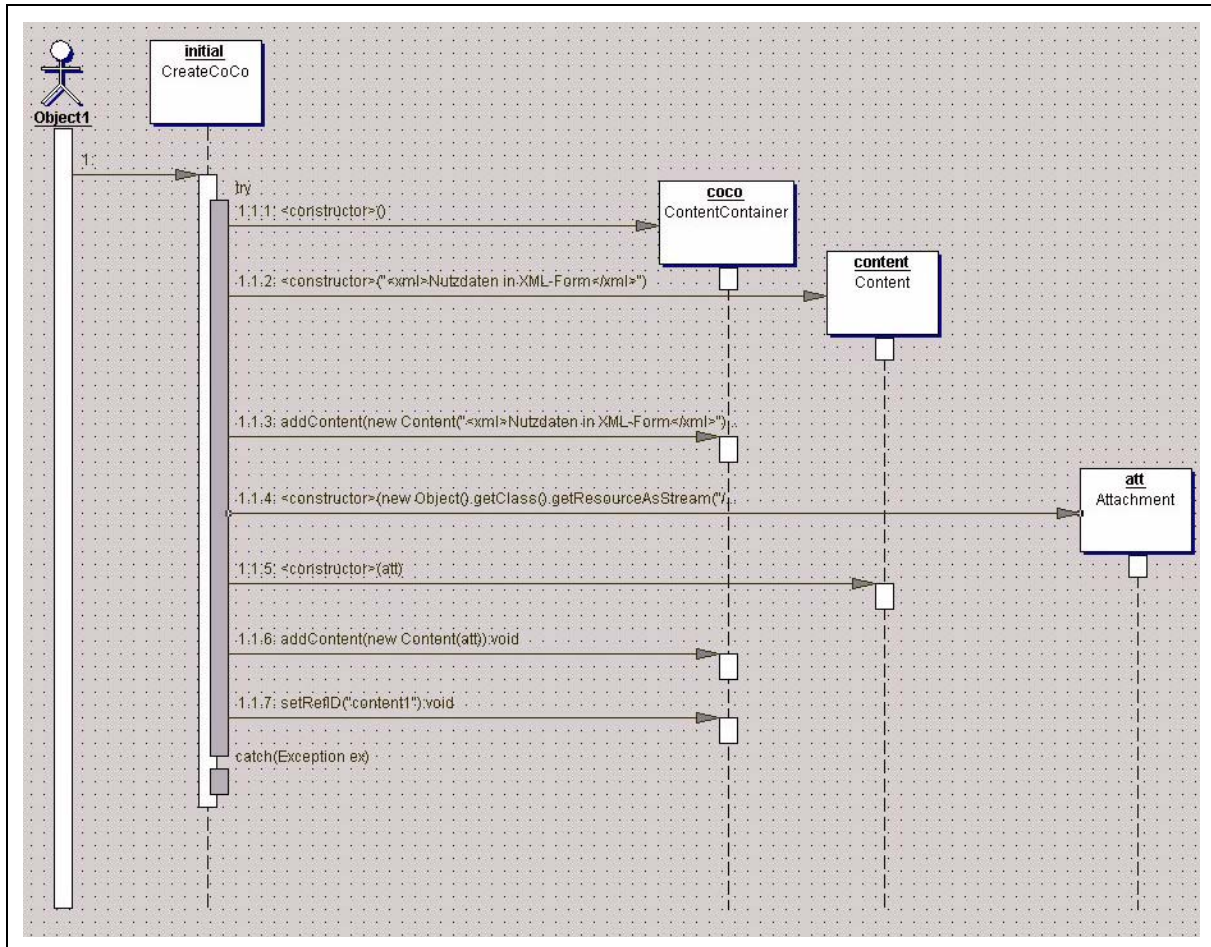 initial
CreateCoCo
Object1
1:
try
1.1.1: <constructor>()
coco
ContentContainer
1.1.2: <constructor>("<xml>Nutzdaten in XML-Form</xml>")
content
Content
1.1.3: addContent(new Content("<xml>Nutzdaten in XML-Form</xml>")...
1.1.4: <constructor>(new Object().getClass().getResourceAsStream("/...
att
Attachment
1.1.5: <constructor>(att)
1.1.6: addContent(new Content(att)):void
1.1.7: setRefID("content1"):void
catch(Exception ex)